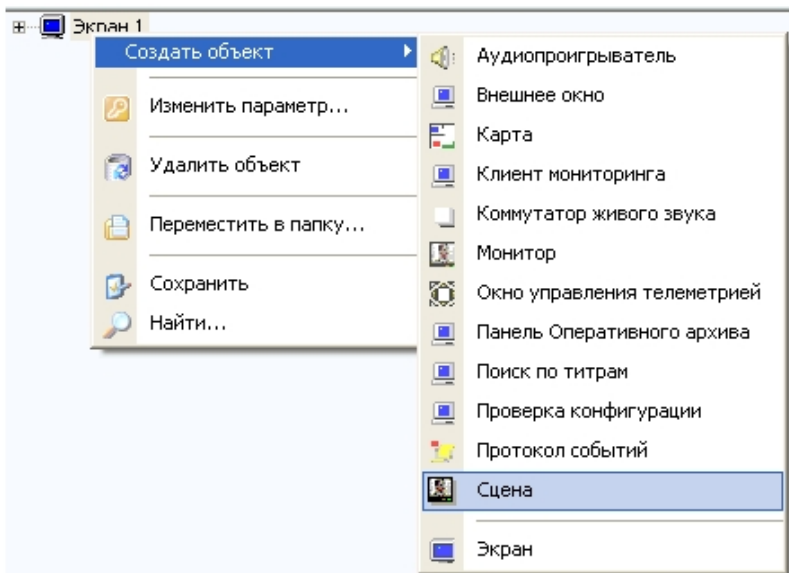 Экран 1
Создать объект
Изменить параметр...
Удалить объект
Переместить в папку...
Сохранить
Найти...
Аудиопроигрыватель
Внешнее окно
Карта
Клиент мониторинга
Коммутатор живого звука
Монитор
Окно управления телеметрией
Панель Оперативного архива
Поиск по титрам
Проверка конфигурации
Протокол событий
Сцена
Экран